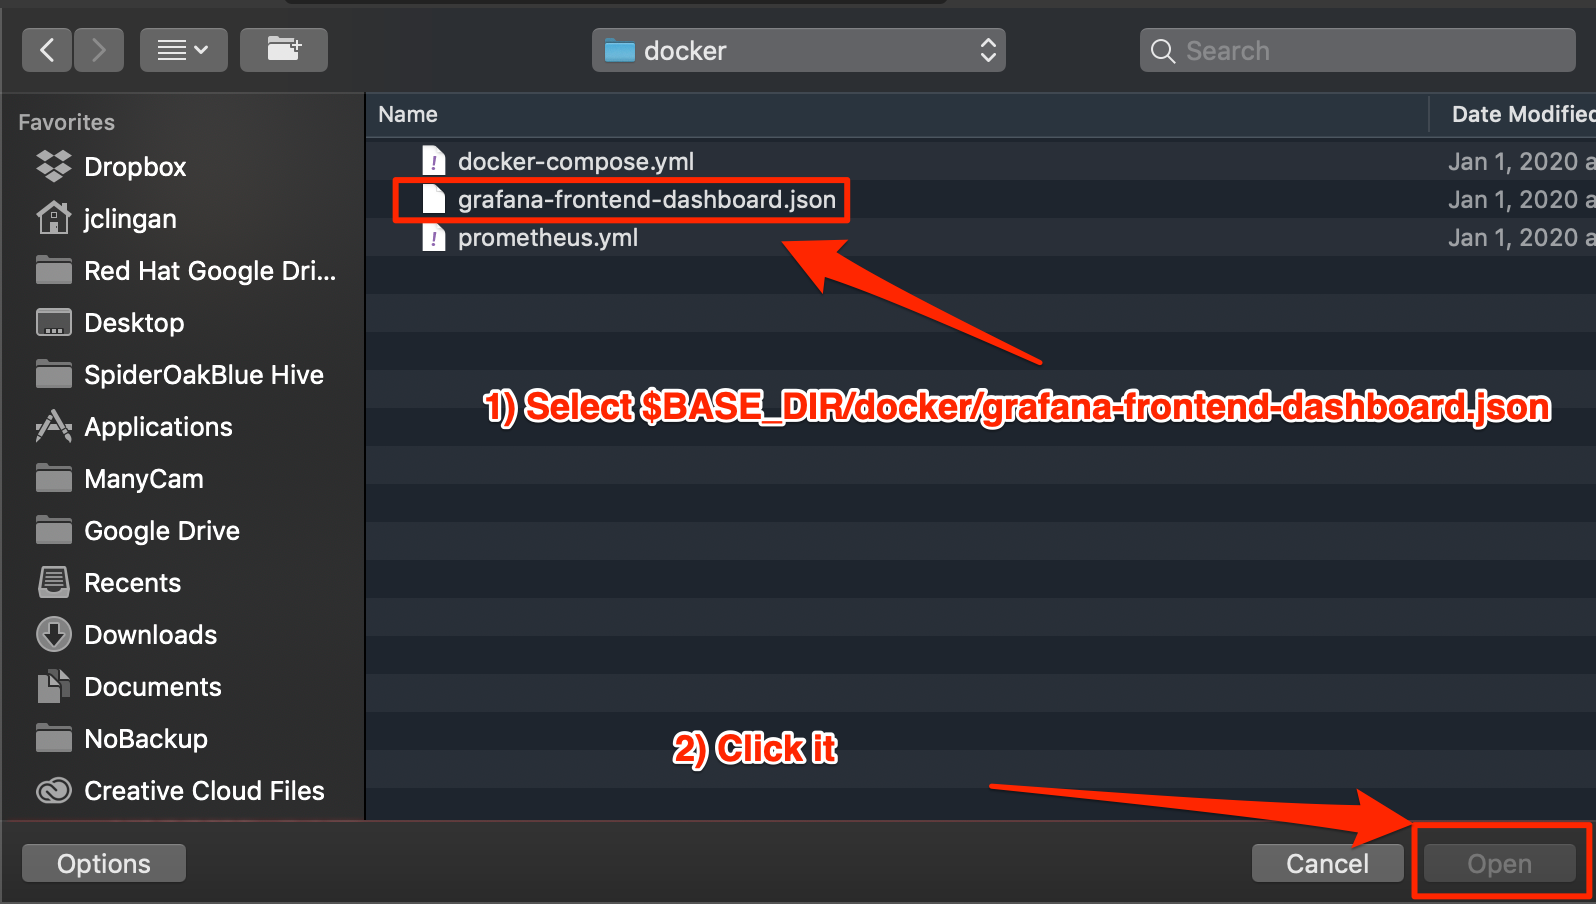 docker
Search
Favorites
Dropbox
jclingan
Red Hat Google Dri...
Desktop
SpiderOakBlue Hive
Applications
ManyCam
Google Drive
Recents
Downloads
Documents
NoBackup
Creative Cloud Files
Name
Date Modified
docker-compose.yml
Jan 1, 2020 a
grafana-frontend-dashboard.json
Jan 1, 2020 a
prometheus.yml
Jan 1, 2020 a
1) Select $BASE_DIR/docker/grafana-frontend-dashboard.json
2) Click it
Options
Cancel
Open